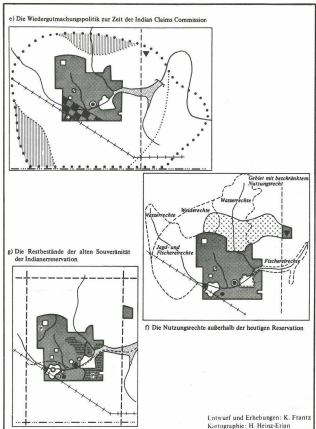 e) Die Wiedergutmachungspolitik zur Zeit der Indian Claims Commission
Gebiet mit beschränktem
Nutzungsrecht
Wasserrechte
Weiderechte
Wasserrechte
Jagd- und
Fischereirechte
Fischereirechte
g) Die Restbestände der alten Souveränität
der Indianerreservation
f) Die Nutzungsrechte außerhalb der heutigen Reservation
Entwurf und Erhebungen: K. Frantz
Kartographie: H. Heinz-Erian